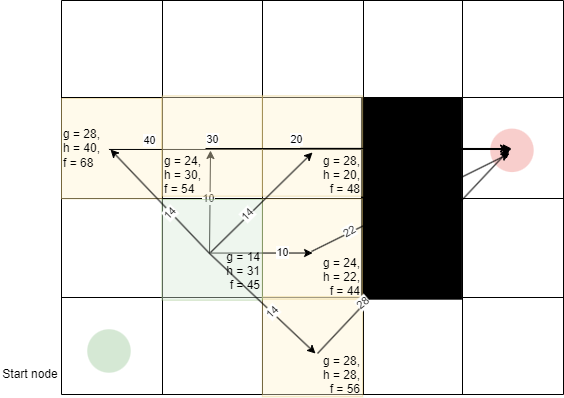 g = 28,
h = 40,
f = 68
40
30
20
g = 24,
h = 30,
f = 54
g = 28,
h = 20,
f = 48
10
14
14
22
10
g = 14
h = 31
f = 45
g = 24,
h = 22,
f = 44
14
28
g = 28,
h = 28,
f = 56
Start node